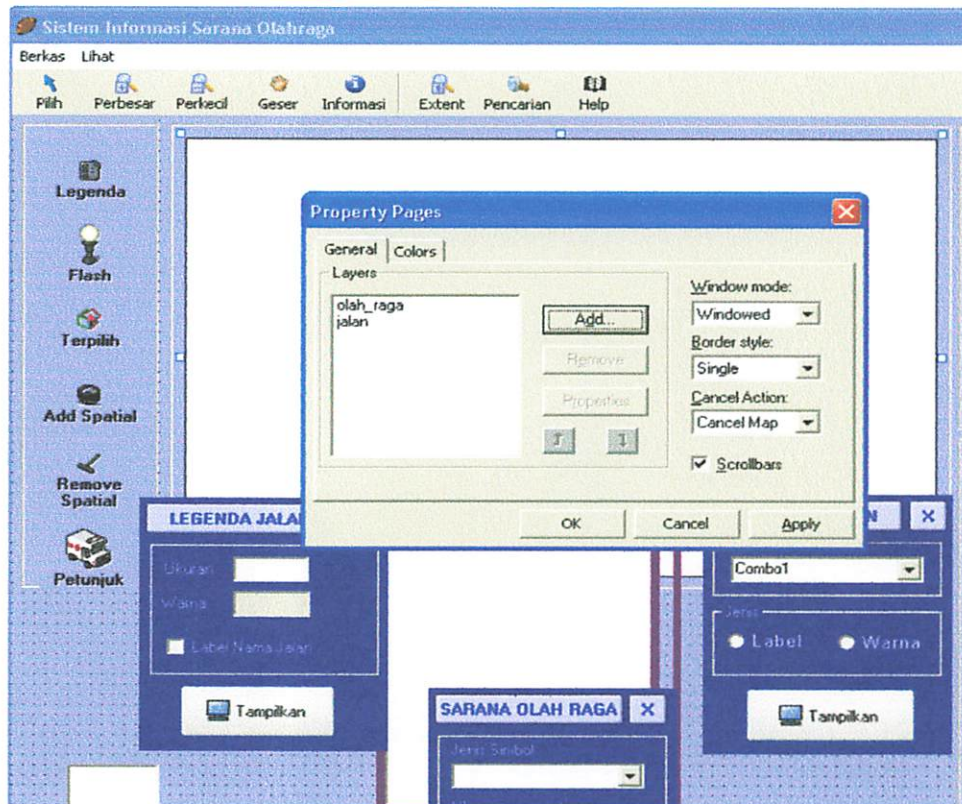 Sistem Informasi Sarana Olahraga
Berkas Lihat
Pilih Perbesar Perkecil Geser Informasi Extent Pencarian Help
Legenda
Flash
Terpilih
Add Spatial
Remove
Spatial
Petunjuk
Property Pages
General Colors
Layers
olah_raga
jalan
Add...
Remove
Properties
Window mode:
Windowed
Border style:
Single
Cancel Action:
Cancel Map
Scrollbars
OK Cancel Apply
LEGENDA JALAN
Ukuran
Warna
Label Nama Jalan
Tampilkan
SARANA OLAH RAGA X
Jenis Simbol
N X
Combo1
Jenis
Label Warna
Tampilkan